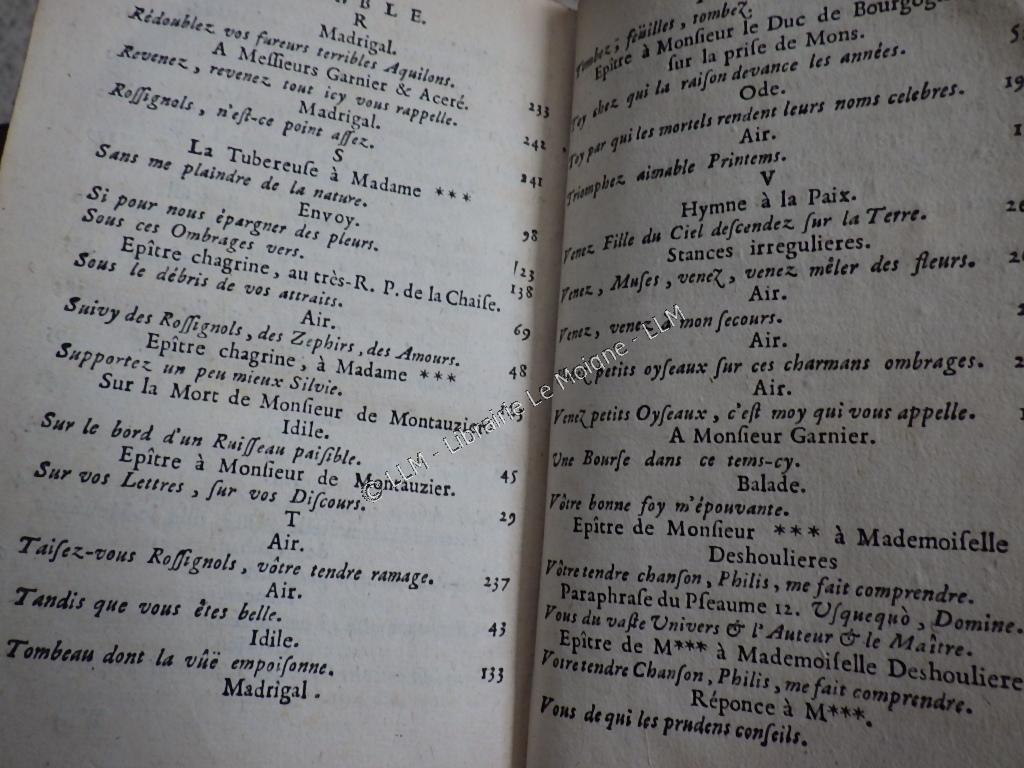 BLE.
R
Madrigal.
Rédoublez vos fureurs terribles Aquilons.
A Meſſieurs Garnier & Aceré. 233
Revenez, revenez tout icy vous rappelle.
Madrigal. 242
Roſſignols, n'eſt-ce point aſſez.
S 241
La Tubereuſe à Madame ***
Sans me plaindre de la nature.
Envoy. 98
Si pour nous épargner des pleurs.
Sous ces Ombrages vers. 123
Epître chagrine, au très-R. P. de la Chaiſe. 138
Sous le débris de vos attraits.
Air. 69
Suivy des Roſſignols, des Zephirs, des Amours.
Epître chagrine, à Madame *** 48
Supportez un peu mieux Silvie.
Sur la Mort de Monſieur de Montauzier.
Idile.
Sur le bord d'un Ruiſſeau paiſible.
Epître à Monſieur de Montauzier. 45
Sur vos Lettres, ſur vos Diſcours.
T 29
Air.
Taiſez-vous Roſſignols, vôtre tendre ramage. 237
Air.
Tandis que vous êtes belle. 43
Idile.
Tombeau dont la vûë empoiſonne. 133
Madrigal.
Tombez, feüilles, tombez.
Epître à Monſieur le Duc de Bourgog
ſur la priſe de Mons.
Toy chez qui la raiſon devance les années.
Ode.
Toy par qui les mortels rendent leurs noms celebres.
Air.
Triomphez aimable Printems.
V
Hymne à la Paix.
Venez Fille du Ciel deſcendez ſur la Terre.
Stances irregulieres.
Venez, Muſes, venez, venez mêler des fleurs.
Air.
Venez, venez à mon ſecours.
Air.
petits oyſeaux ſur ces charmans ombrages.
Air.
Venez petits Oyſeaux, c'eſt moy qui vous appelle.
A Monſieur Garnier.
Une Bourſe dans ce tems-cy.
Balade.
Vôtre bonne foy m'épouvante.
Epître de Monſieur *** à Mademoiſelle
Deshoulieres
Vôtre tendre chanſon, Philis, me fait comprendre.
Paraphraſe du Pſeaume 12. Uſquequò, Domine.
Vous du vaſte Univers & l'Auteur & le Maître.
Epître de M*** à Mademoiſelle Deshouliere
Votre tendre Chanſon, Philis, me fait comprendre.
Réponce à M***.
Vous de qui les prudens conſeils.
© LLM - Librairie Le Moigne - LLM